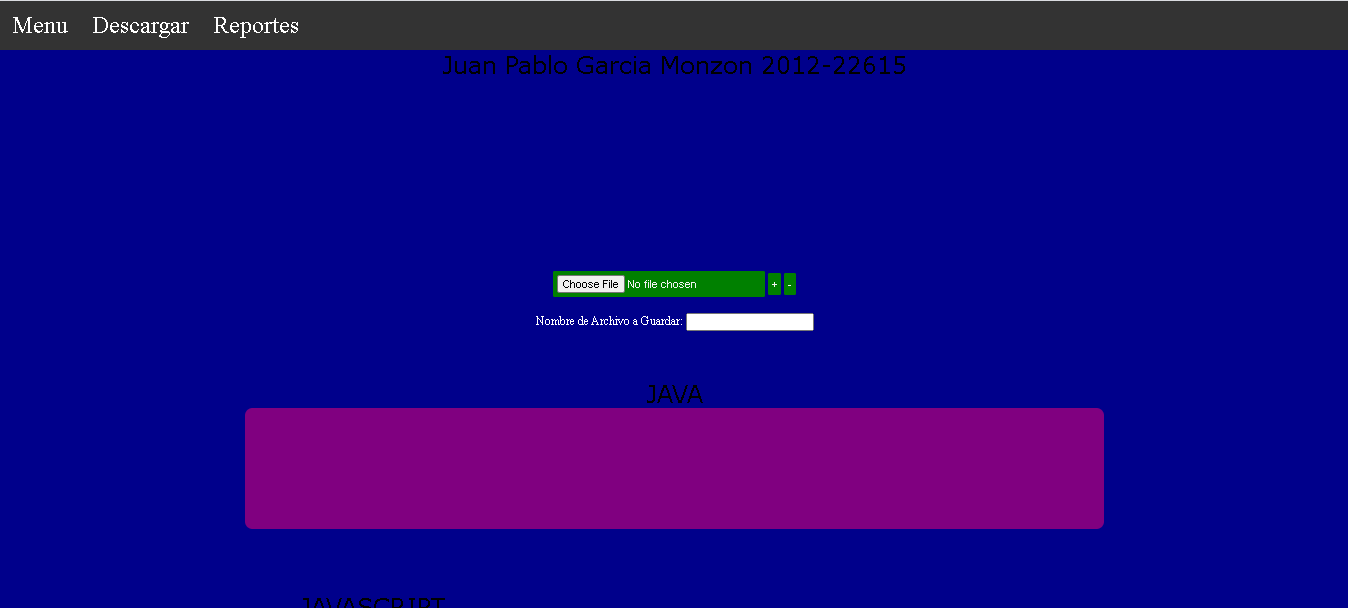 Menu Descargar Reportes
Juan Pablo Garcia Monzon 2012-22615
Choose File No file chosen + -
Nombre de Archivo a Guardar:
JAVA
JAVASCRIPT